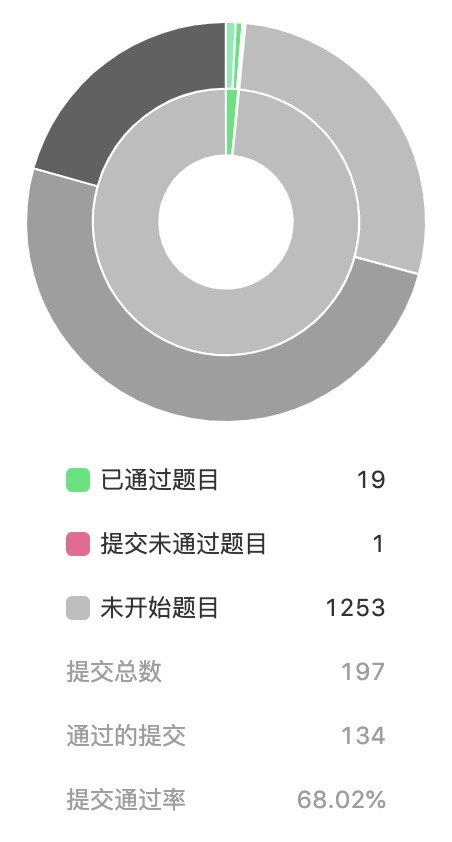 已通过题目 19
提交未通过题目 1
未开始题目 1253
提交总数 197
通过的提交 134
提交通过率 68.02%